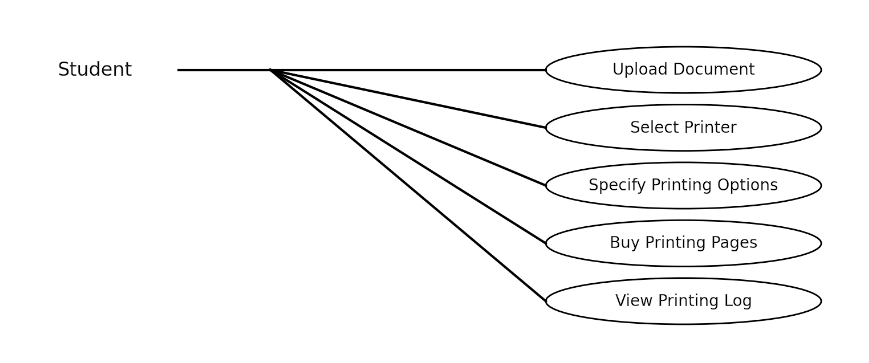 Student
Upload Document
Select Printer
Specify Printing Options
Buy Printing Pages
View Printing Log